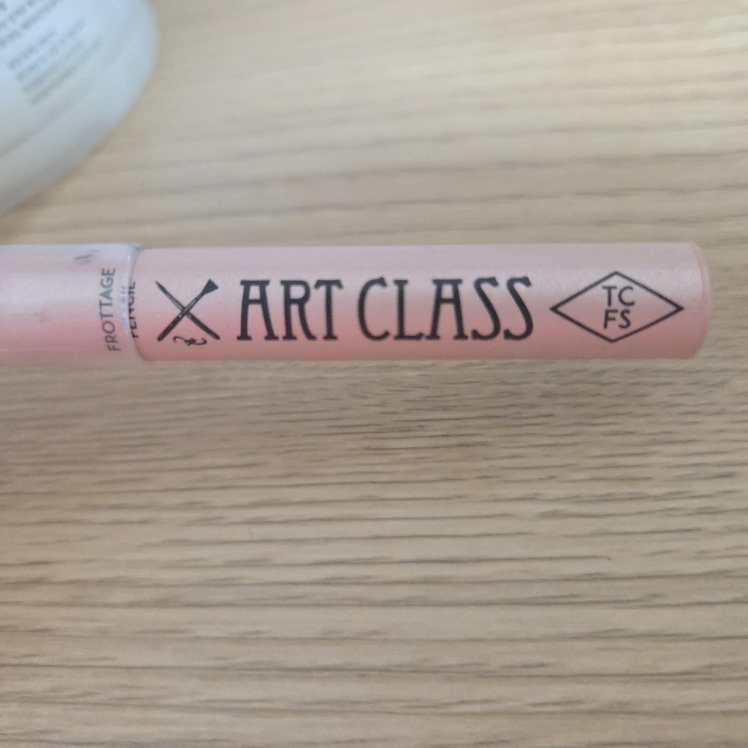 FROTTAGE
PENCIL
ART CLASS
TC
FS